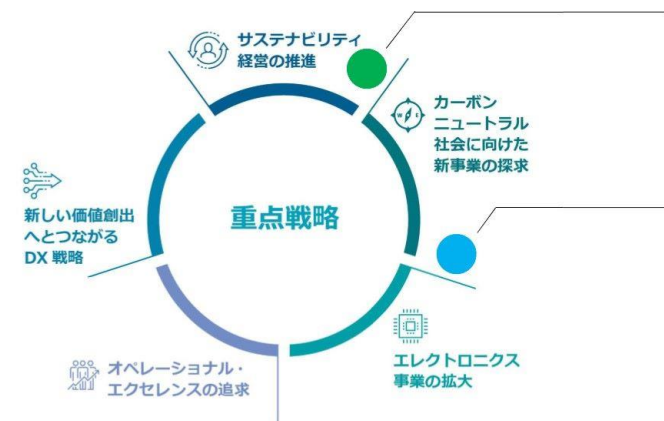 サステナビリティ
経営の推進
カーボン
ニュートラル
社会に向けた
新事業の探求
重点戦略
新しい価値創出
へとつながる
DX 戦略
エレクトロニクス
事業の拡大
オペレーショナル・
エクセレンスの追求
W E